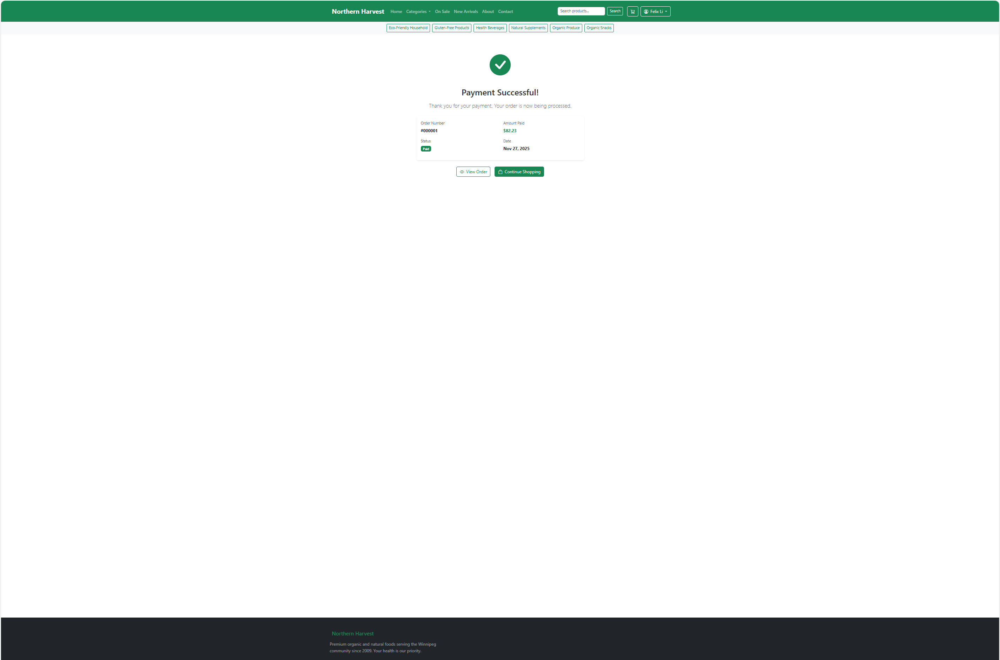 Northern Harvest Home Categories On Sale New Arrivals About Contact Search products... Search Felix Li
Eco-Friendly Household Gluten-Free Products Health Beverages Natural Supplements Organic Produce Organic Snacks
Payment Successful!
Thank you for your payment. Your order is now being processed.
Order Number Amount Paid
#000001 $82.23
Status Date
Paid Nov 27, 2025
View Order Continue Shopping
Northern Harvest
Premium organic and natural foods serving the Winnipeg
community since 2009. Your health is our priority.